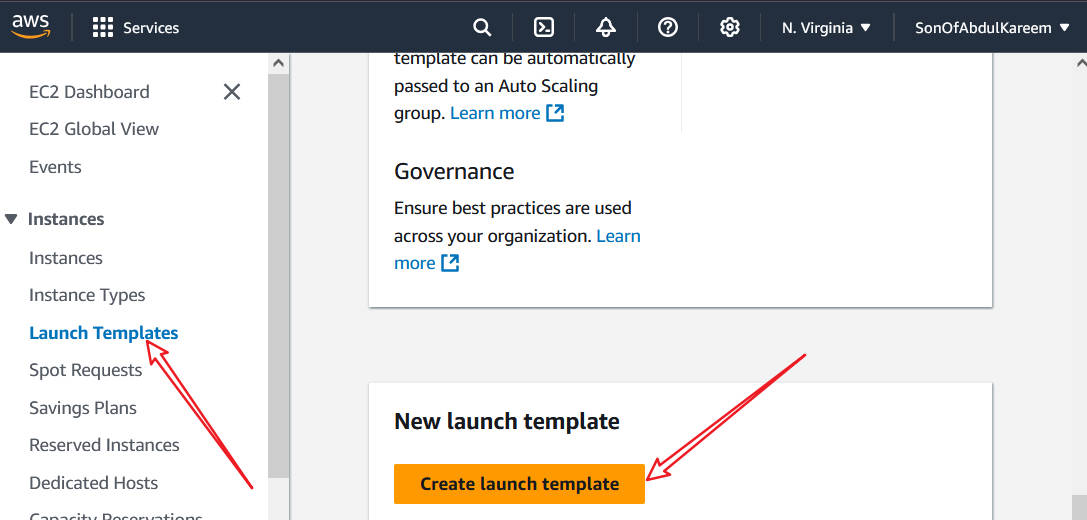 aws
Services
N. Virginia
SonOfAbdulKareem
EC2 Dashboard
EC2 Global View
Events
Instances
Instances
Instance Types
Launch Templates
Spot Requests
Savings Plans
Reserved Instances
Dedicated Hosts
Capacity Reservations
template can be automatically
passed to an Auto Scaling
group. Learn more
Governance
Ensure best practices are used
across your organization. Learn
more
New launch template
Create launch template